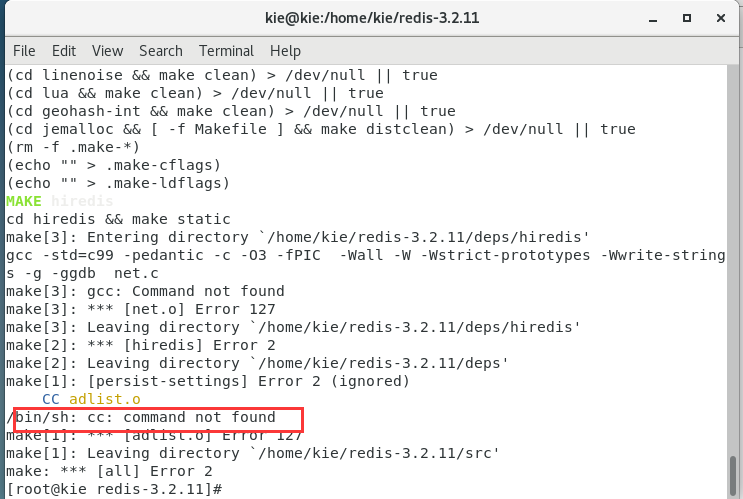 kie@kie:/home/kie/redis-3.2.11
File Edit View Search Terminal Help
(cd linenoise && make clean) > /dev/null || true
(cd lua && make clean) > /dev/null || true
(cd geohash-int && make clean) > /dev/null || true
(cd jemalloc && [ -f Makefile ] && make distclean) > /dev/null || true
(rm -f .make-*)
(echo "" > .make-cflags)
(echo "" > .make-ldflags)
MAKE hiredis
cd hiredis && make static
make[3]: Entering directory `/home/kie/redis-3.2.11/deps/hiredis'
gcc -std=c99 -pedantic -c -O3 -fPIC  -Wall -W -Wstrict-prototypes -Wwrite-string
s -g -ggdb  net.c
make[3]: gcc: Command not found
make[3]: *** [net.o] Error 127
make[3]: Leaving directory `/home/kie/redis-3.2.11/deps/hiredis'
make[2]: *** [hiredis] Error 2
make[2]: Leaving directory `/home/kie/redis-3.2.11/deps'
make[1]: [persist-settings] Error 2 (ignored)
    CC adlist.o
/bin/sh: cc: command not found
make[1]: *** [adlist.o] Error 127
make[1]: Leaving directory `/home/kie/redis-3.2.11/src'
make: *** [all] Error 2
[root@kie redis-3.2.11]#